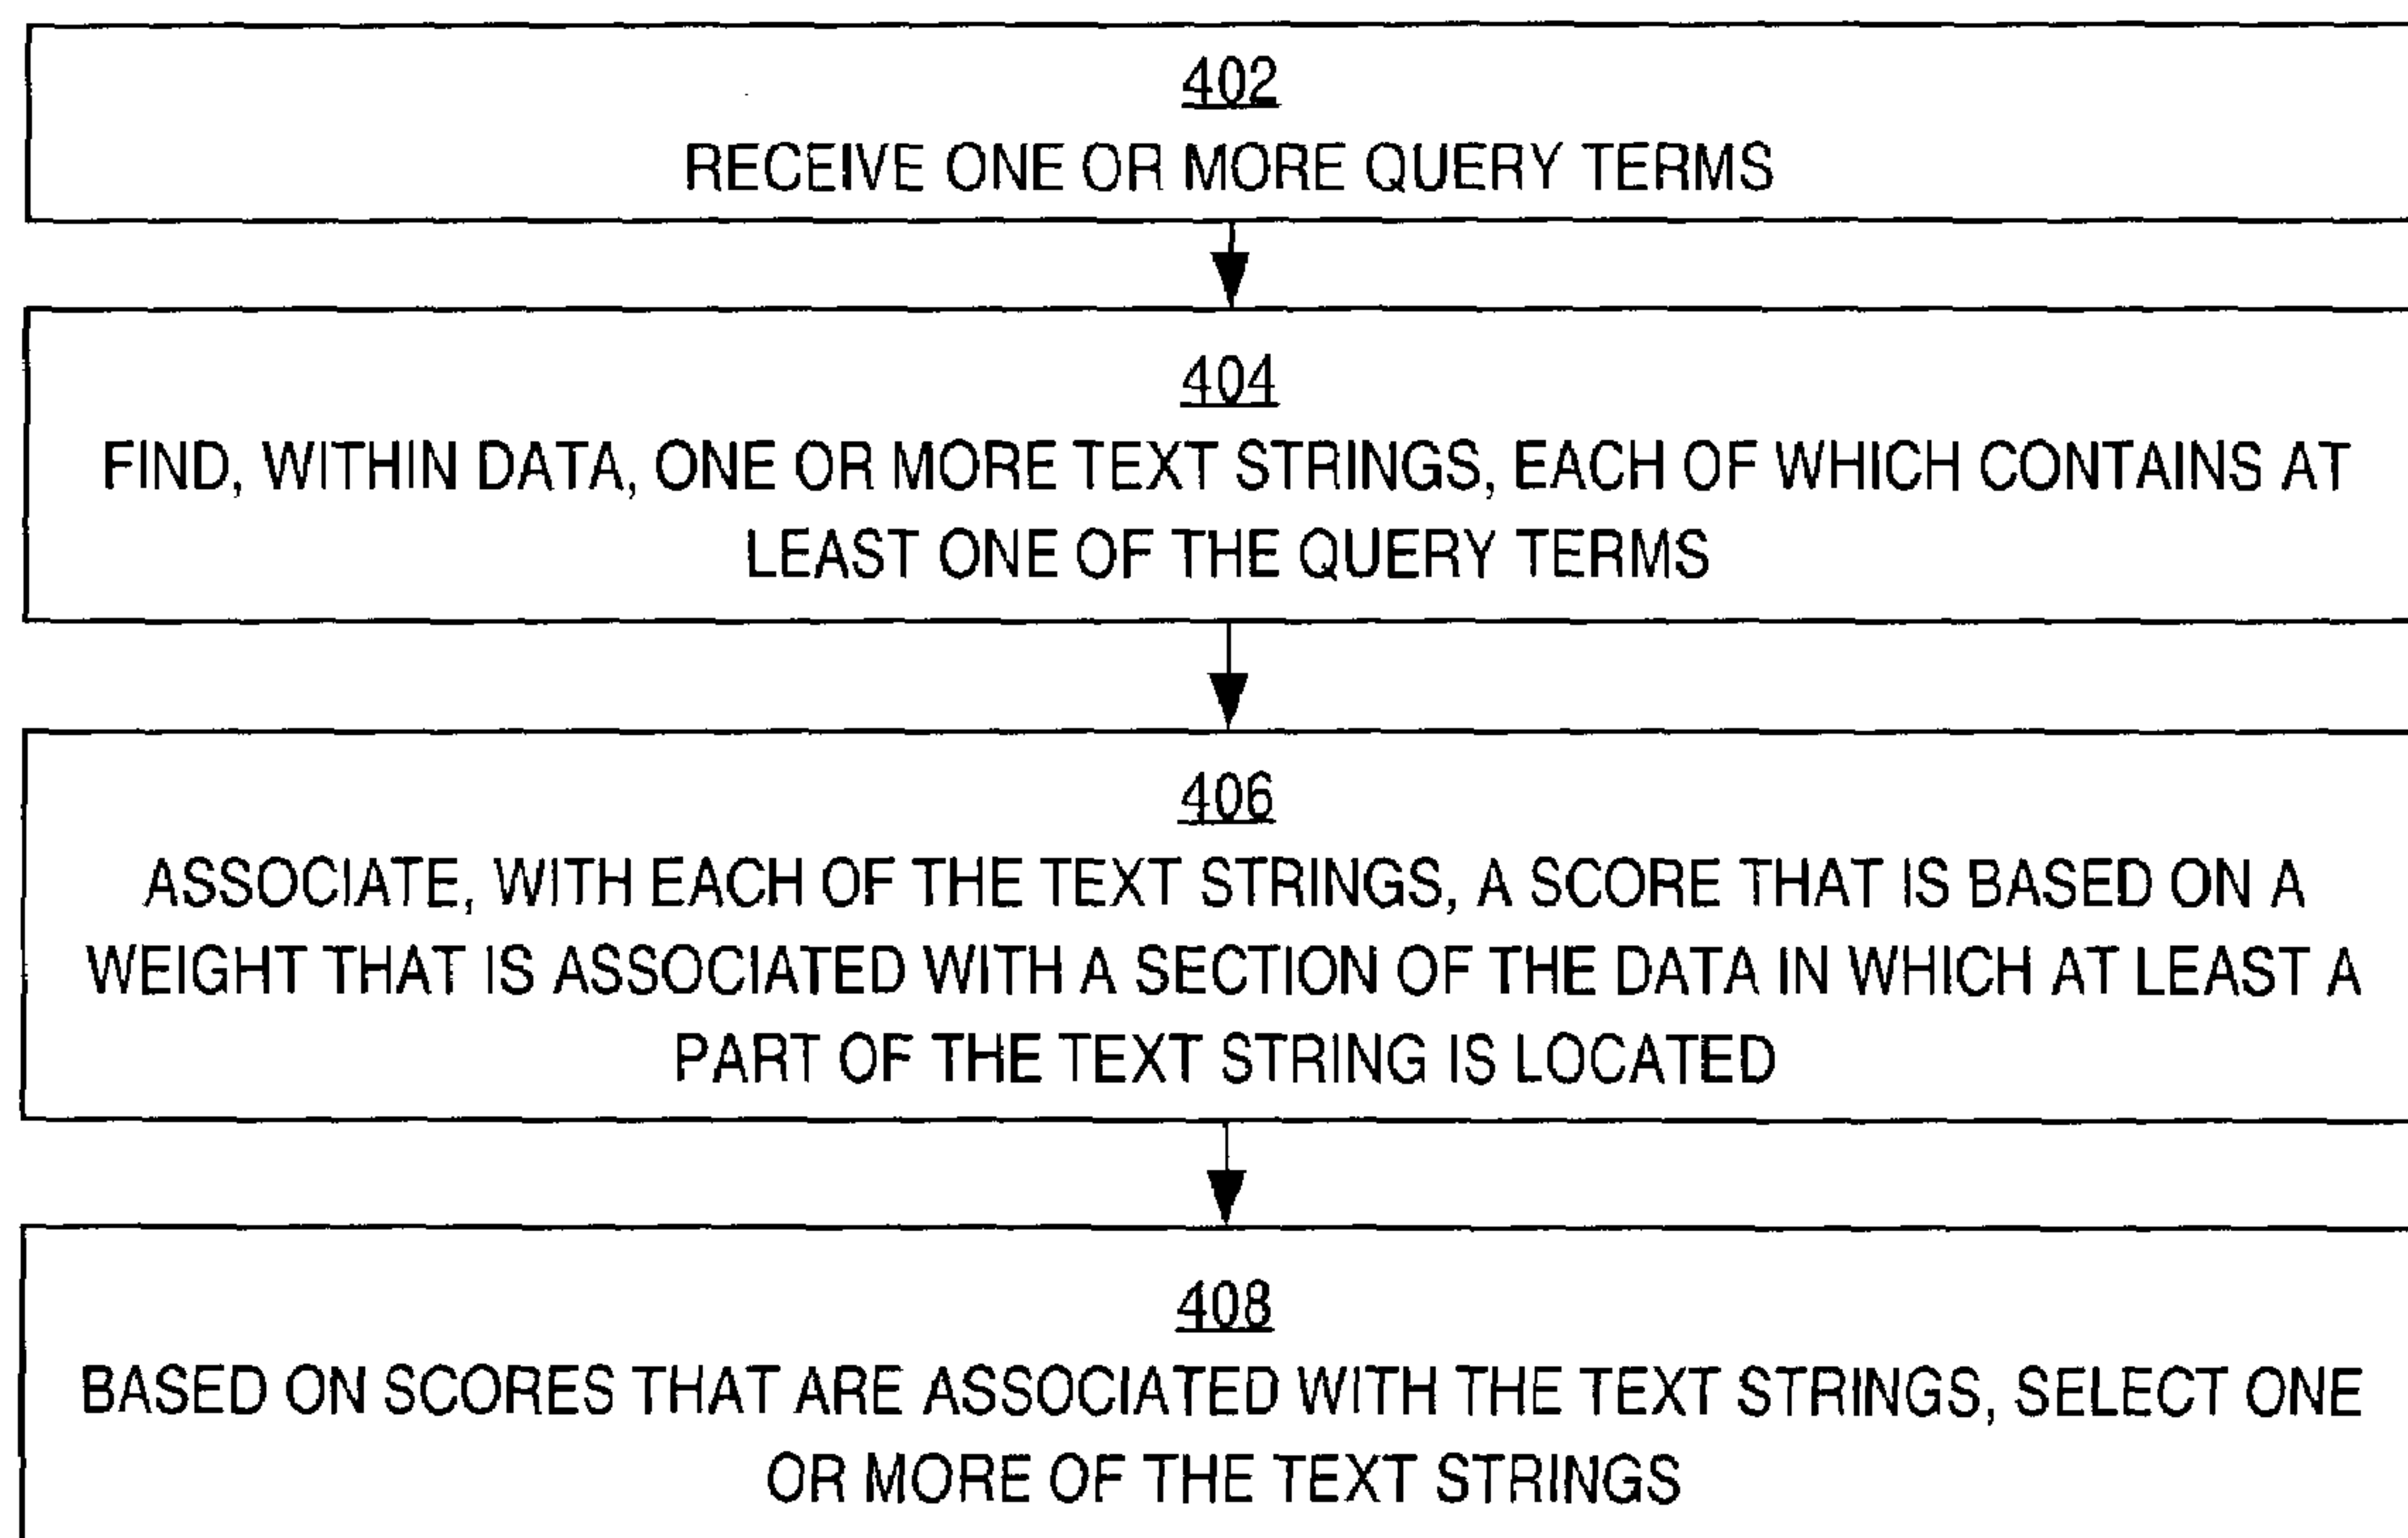 402
RECEIVE ONE OR MORE QUERY TERMS
404
FIND, WITHIN DATA, ONE OR MORE TEXT STRINGS, EACH OF WHICH CONTAINS AT
LEAST ONE OF THE QUERY TERMS
406
ASSOCIATE, WITH EACH OF THE TEXT STRINGS, A SCORE THAT IS BASED ON A
WEIGHT THAT IS ASSOCIATED WITH A SECTION OF THE DATA IN WHICH AT LEAST A
PART OF THE TEXT STRING IS LOCATED
408
BASED ON SCORES THAT ARE ASSOCIATED WITH THE TEXT STRINGS, SELECT ONE
OR MORE OF THE TEXT STRINGS